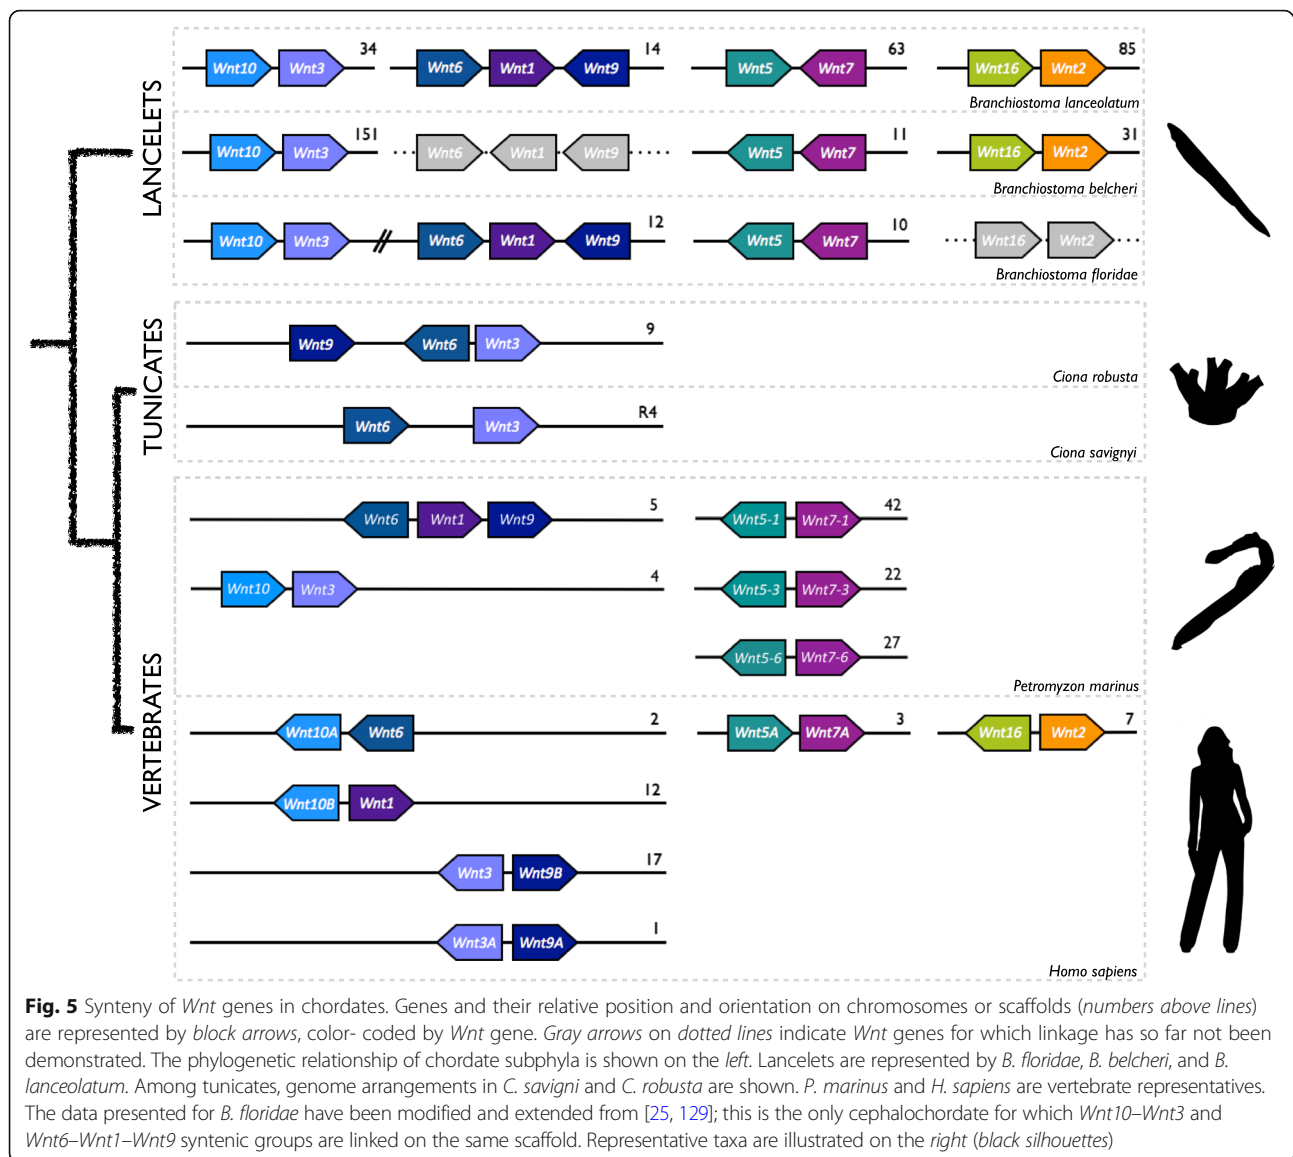 LANCELETS
34
Wnt10 Wnt3
14
Wnt6 Wnt1 Wnt9
63
Wnt5 Wnt7
85
Wnt16 Wnt2
Branchiostoma lanceolatum
151
Wnt10 Wnt3
Wnt6 Wnt1 Wnt9
11
Wnt5 Wnt7
31
Wnt16 Wnt2
Branchiostoma belcheri
Wnt10 Wnt3
12
Wnt6 Wnt1 Wnt9
10
Wnt5 Wnt7
Wnt16 Wnt2
Branchiostoma floridae
TUNICATES
9
Wnt9 Wnt6 Wnt3
Ciona robusta
R4
Wnt6 Wnt3
Ciona savignyi
VERTEBRATES
5
Wnt6 Wnt1 Wnt9
42
Wnt5-1 Wnt7-1
4
Wnt10 Wnt3
22
Wnt5-3 Wnt7-3
27
Wnt5-6 Wnt7-6
Petromyzon marinus
2
Wnt10A Wnt6
3
Wnt5A Wnt7A
7
Wnt16 Wnt2
12
Wnt10B Wnt1
17
Wnt3 Wnt9B
1
Wnt3A Wnt9A
Homo sapiens
Fig. 5 Synteny of Wnt genes in chordates. Genes and their relative position and orientation on chromosomes or scaffolds (numbers above lines)
are represented by block arrows, color- coded by Wnt gene. Gray arrows on dotted lines indicate Wnt genes for which linkage has so far not been
demonstrated. The phylogenetic relationship of chordate subphyla is shown on the left. Lancelets are represented by B. floridae, B. belcheri, and B.
lanceolatum. Among tunicates, genome arrangements in C. savigni and C. robusta are shown. P. marinus and H. sapiens are vertebrate representatives.
The data presented for B. floridae have been modified and extended from [25, 129]; this is the only cephalochordate for which Wnt10–Wnt3 and
Wnt6–Wnt1–Wnt9 syntenic groups are linked on the same scaffold. Representative taxa are illustrated on the right (black silhouettes)